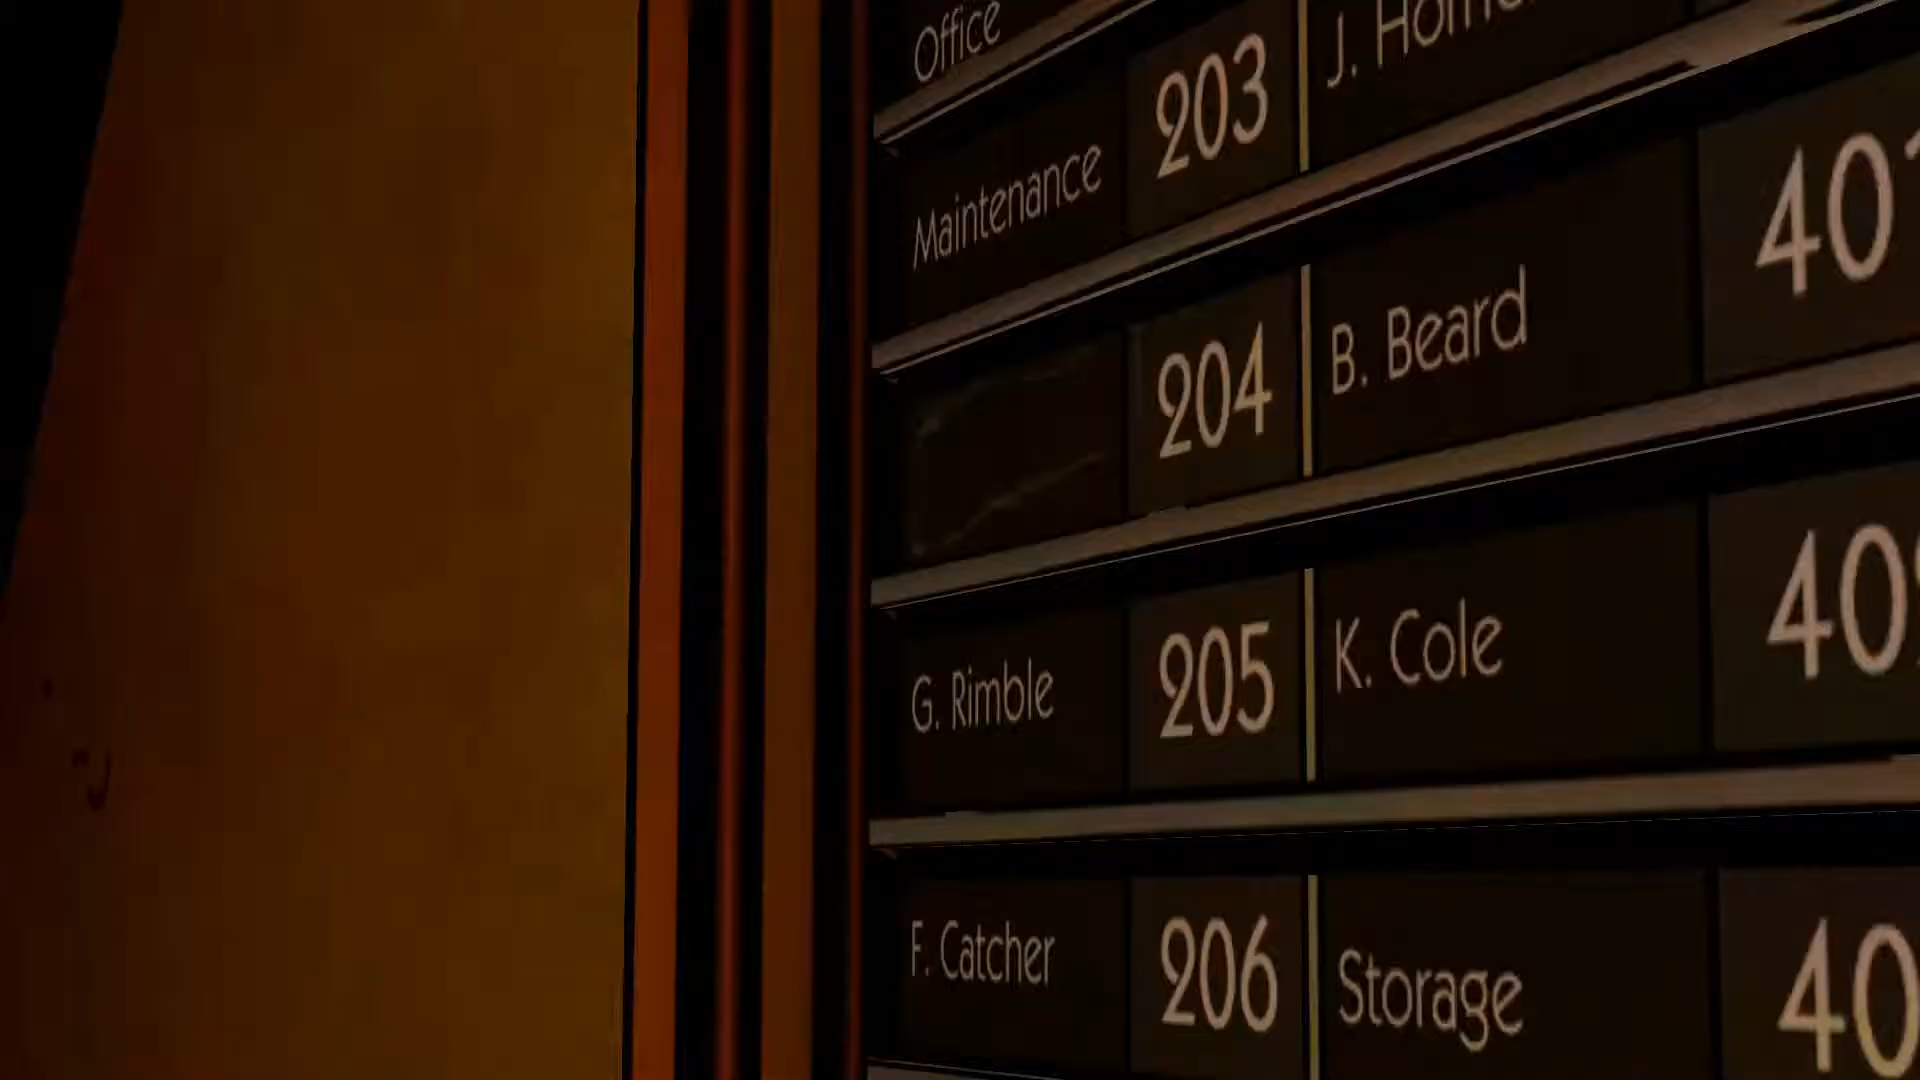 Office
Maintenance 203
204
G. Rimble 205
F. Catcher 206
J.
B. Beard
K. Cole
Storage